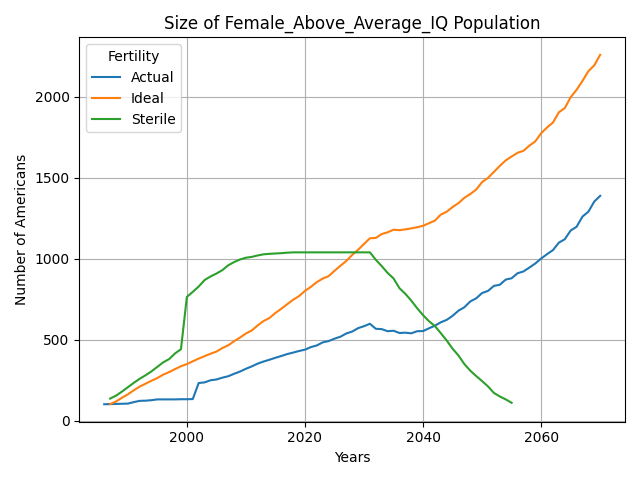 Size of Female_Above_Average_IQ Population
Fertility
Actual
Ideal
Sterile
Number of Americans
2000
1500
1000
500
0
2000
2020
2040
2060
Years